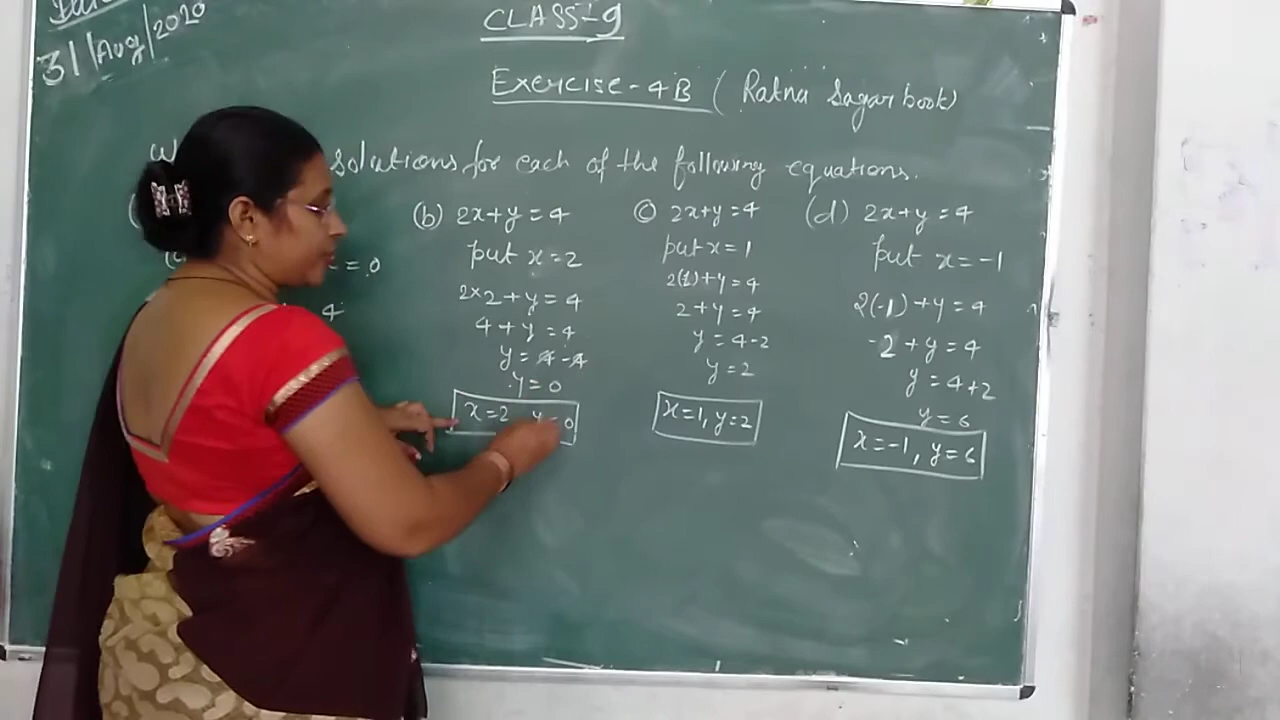 31/Aug/2020
CLASS-9
Exercise-4B (Ratna Sagar book)
solutions for each of the following equations.
(b) 2x+y=4
put x=2
2×2+y=4
4+y=4
y=4-4
y=0
x=2 y=0
(c) 2x+y=4
put x=1
2(1)+y=4
2+y=4
y=4-2
y=2
x=1, y=2
(d) 2x+y=4
put x=-1
2(-1)+y=4
-2+y=4
y=4+2
y=6
x=-1, y=6
=0
4